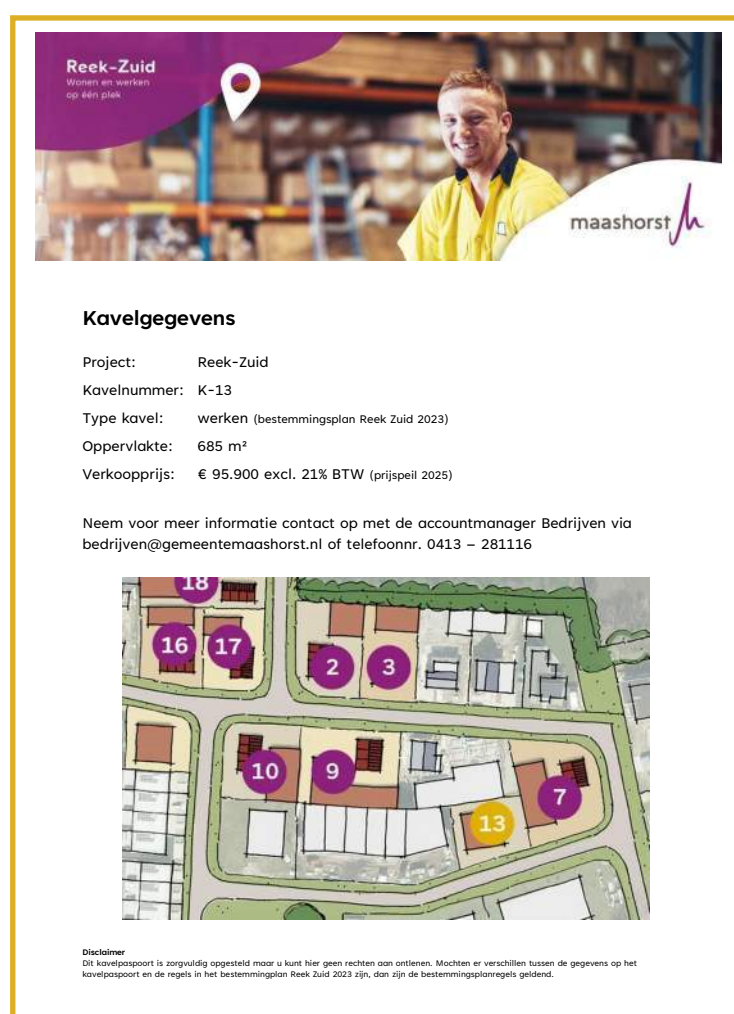 Reek-Zuid
Wonen en werken
op één plek
maashorst
Kavelgegevens
Project: Reek-Zuid
Kavelnummer: K-13
Type kavel: werken (bestemmingsplan Reek Zuid 2023)
Oppervlakte: 685 m²
Verkoopprijs: € 95.900 excl. 21% BTW (prijspeil 2025)
Neem voor meer informatie contact op met de accountmanager Bedrijven via
bedrijven@gemeentemaashorst.nl of telefoonnr. 0413 – 281116
18
16 17
2 3
10 9
7
13
Disclaimer
Dit kavelpaspoort is zorgvuldig opgesteld maar u kunt hier geen rechten aan ontlenen. Mochten er verschillen tussen de gegevens op het
kavelpaspoort en de regels in het bestemmingplan Reek Zuid 2023 zijn, dan zijn de bestemmingsplanregels geldend.